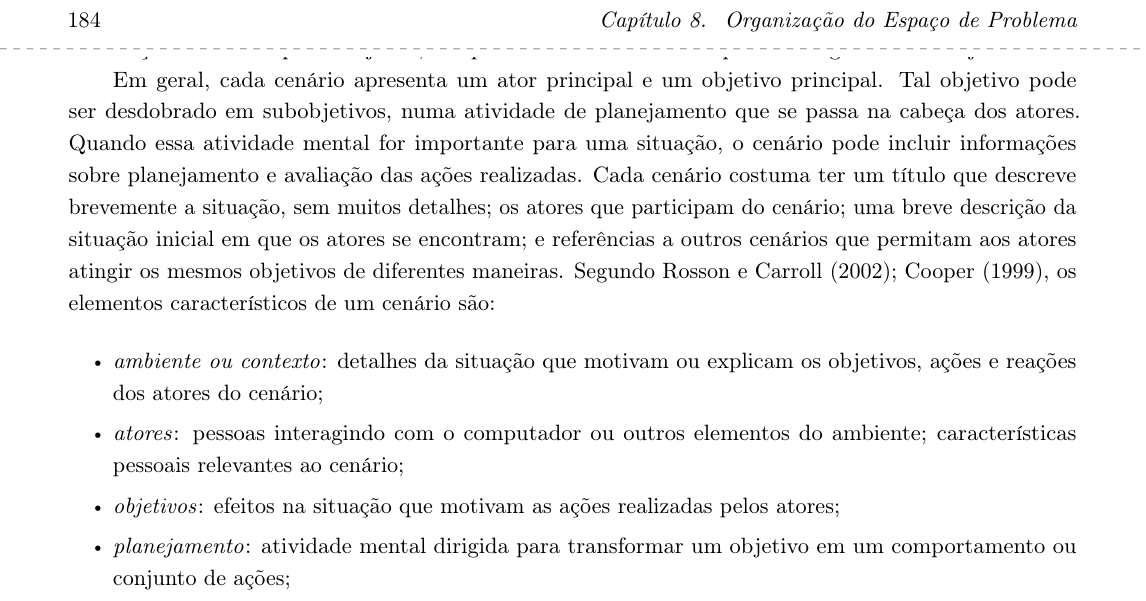 184 Capítulo 8. Organização do Espaço de Problema
Em geral, cada cenário apresenta um ator principal e um objetivo principal. Tal objetivo pode
ser desdobrado em subobjetivos, numa atividade de planejamento que se passa na cabeça dos atores.
Quando essa atividade mental for importante para uma situação, o cenário pode incluir informações
sobre planejamento e avaliação das ações realizadas. Cada cenário costuma ter um título que descreve
brevemente a situação, sem muitos detalhes; os atores que participam do cenário; uma breve descrição da
situação inicial em que os atores se encontram; e referências a outros cenários que permitam aos atores
atingir os mesmos objetivos de diferentes maneiras. Segundo Rosson e Carroll (2002); Cooper (1999), os
elementos característicos de um cenário são:
• ambiente ou contexto: detalhes da situação que motivam ou explicam os objetivos, ações e reações
dos atores do cenário;
• atores: pessoas interagindo com o computador ou outros elementos do ambiente; características
pessoais relevantes ao cenário;
• objetivos: efeitos na situação que motivam as ações realizadas pelos atores;
• planejamento: atividade mental dirigida para transformar um objetivo em um comportamento ou
conjunto de ações;